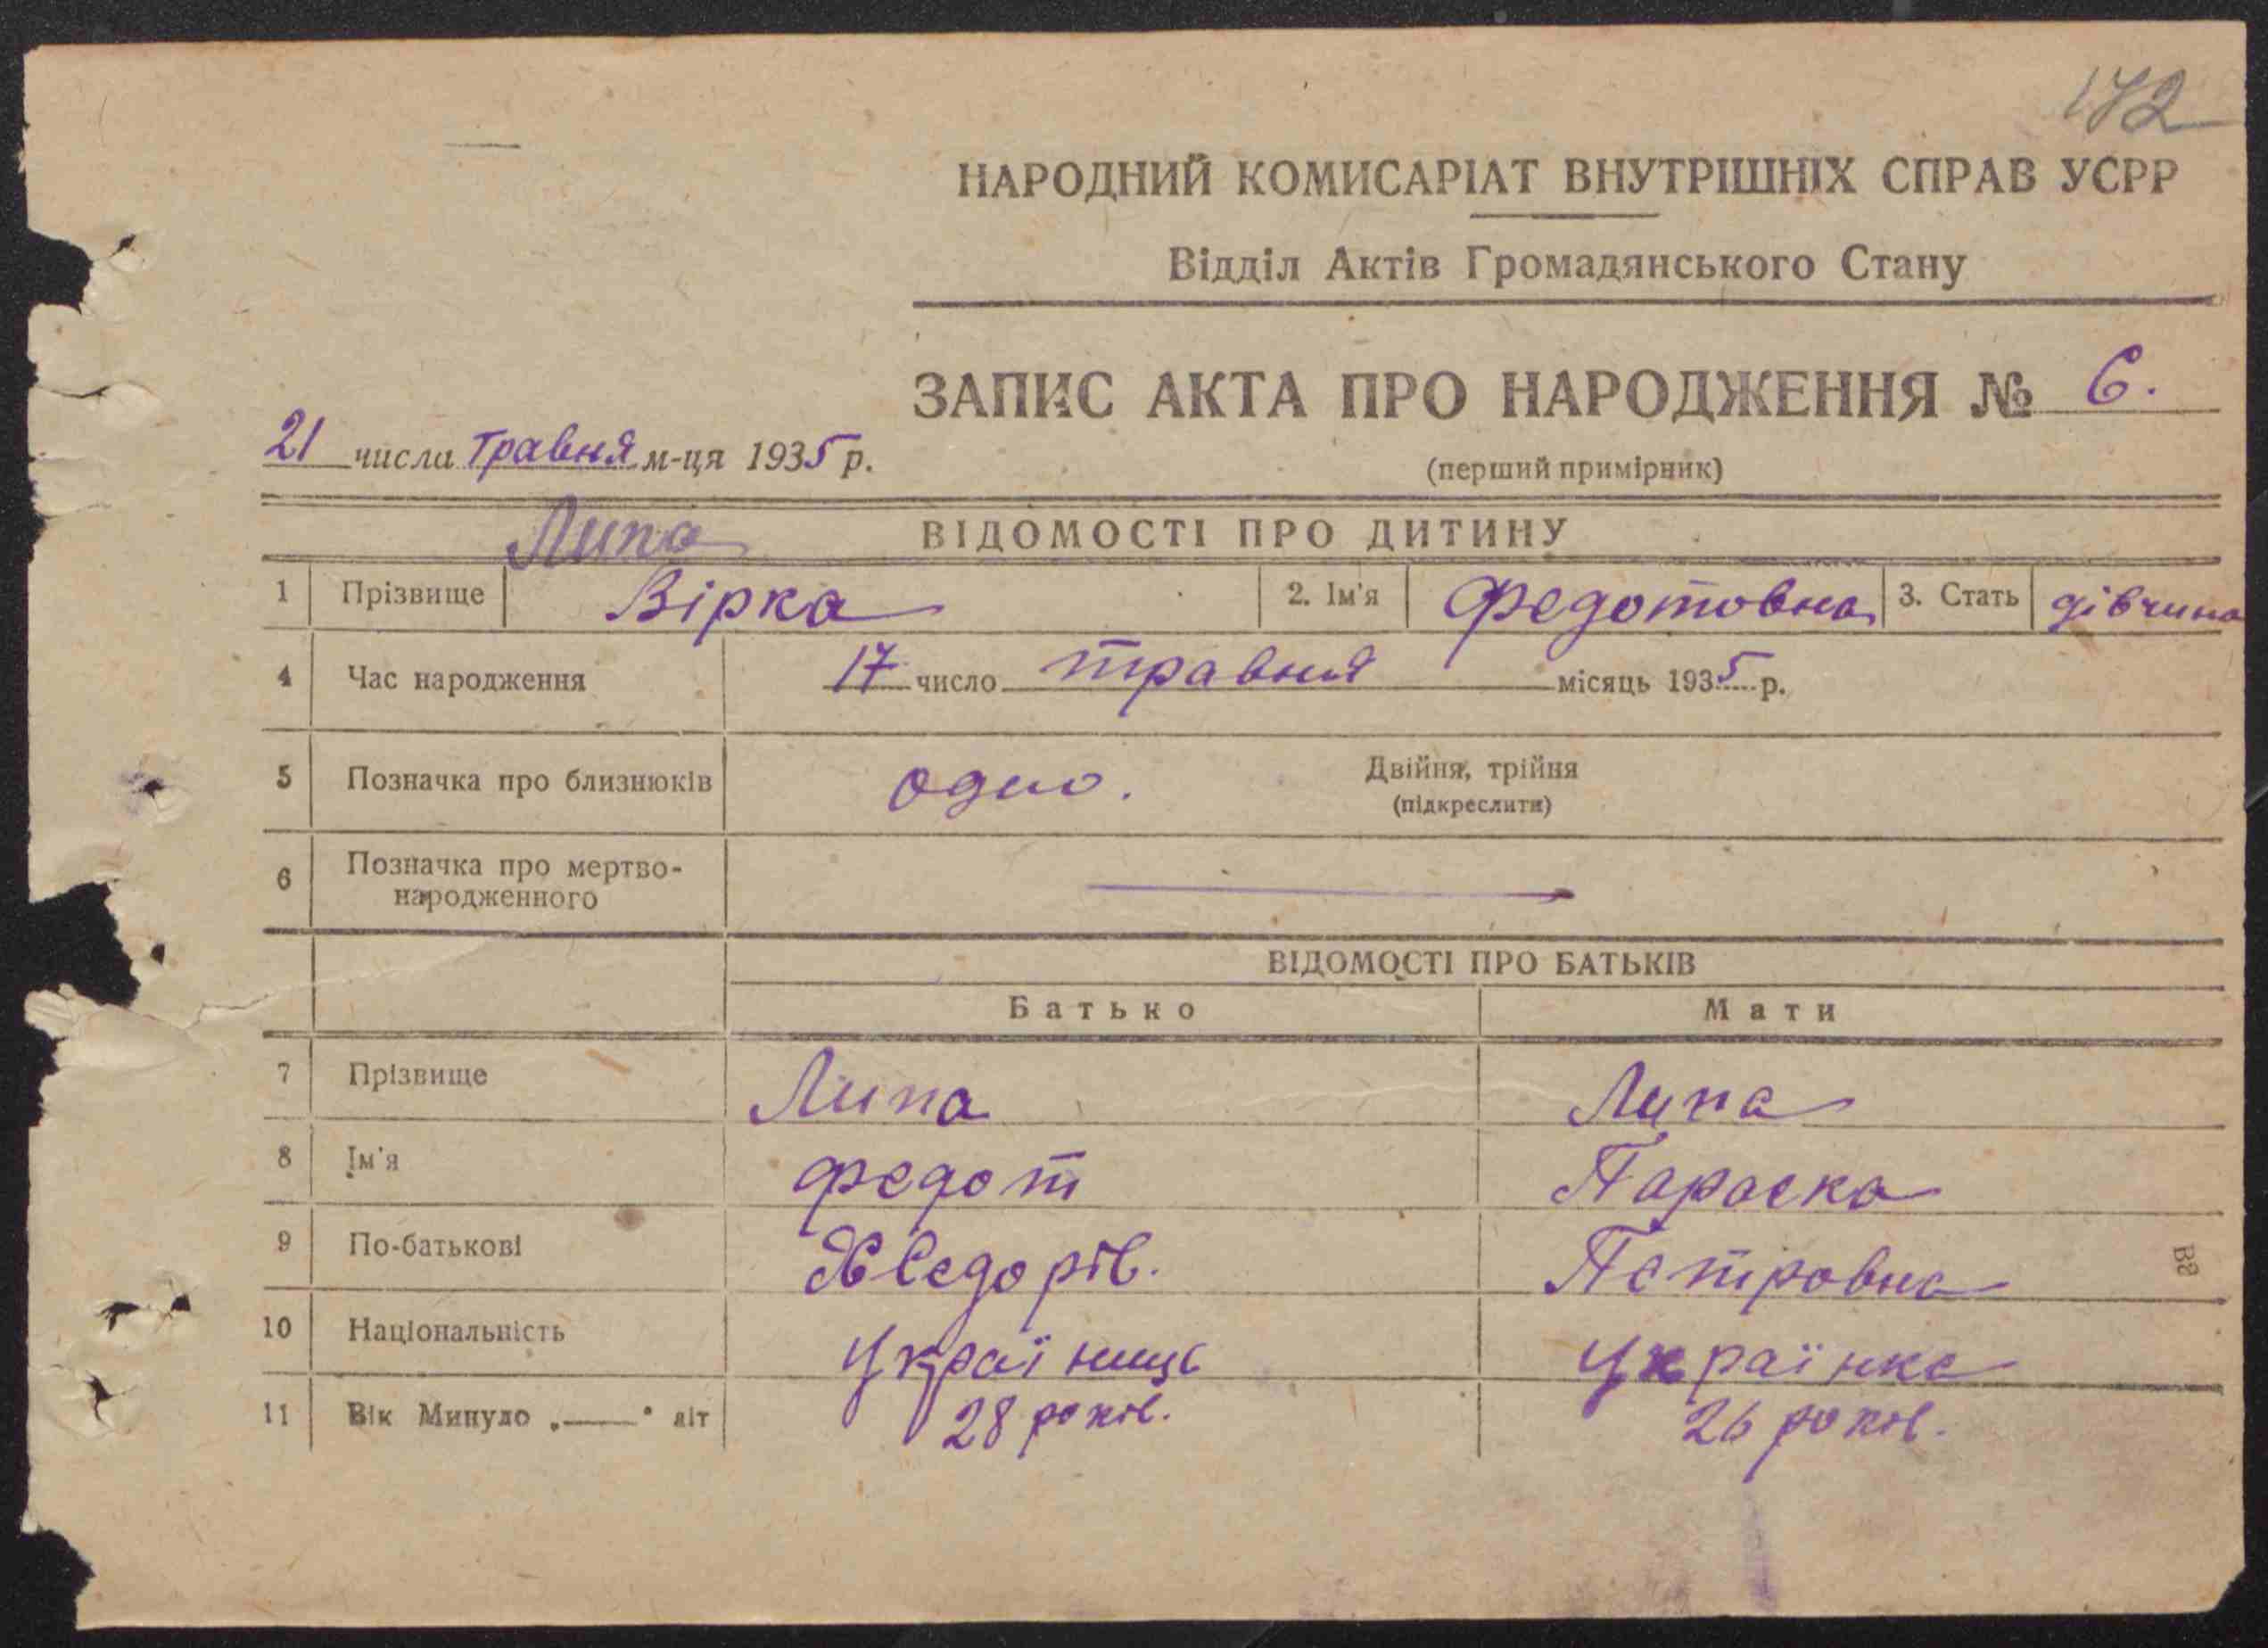 172
НАРОДНИЙ КОМИСАРІАТ ВНУТРІШНІХ СПРАВ УСРР
Відділ Актів Громадянського Стану
ЗАПИС АКТА ПРО НАРОДЖЕННЯ № 6.
21 числа травня м-ця 1935 р.
(перший примірник)
Липа
ВІДОМОСТІ ПРО ДИТИНУ
1 Прізвище Вірка 2. Ім'я Федотовна 3. Стать дівчина
4 Час народження 17 число травня місяць 1935 р.
5 Позначка про близнюків одно. Двійня, трійня
(підкреслити)
6 Позначка про мертво-
народженного
ВІДОМОСТІ ПРО БАТЬКІВ
Батько Мати
7 Прізвище Липа Липа
8 Ім'я Федот Параска
9 По-батькові Хведорів. Петровна
10 Національність Українець Українка
11 Вік Минуло „—" літ 28 років. 26 років.
В8